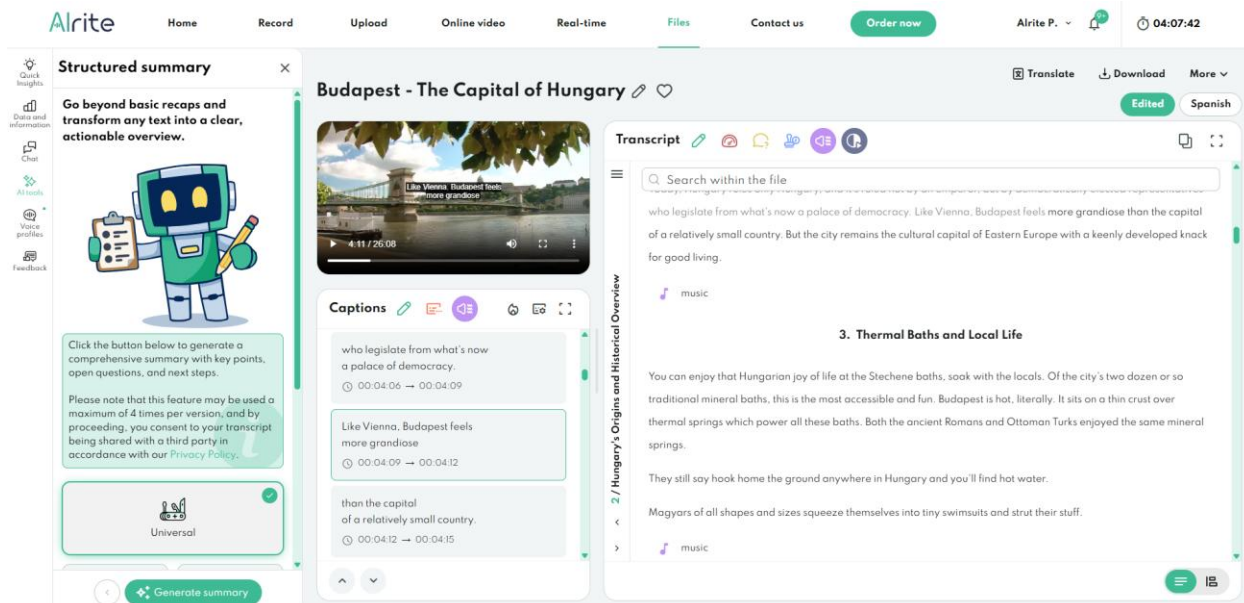 Alrite
Home
Record
Upload
Online video
Real-time
Files
Contact us
Order now
Alrite P.
9+
04:07:42
Quick
Insights
Data and
information
Chat
AI tools
Voice
profiles
Feedback
Structured summary
Go beyond basic recaps and
transform any text into a clear,
actionable overview.
Click the button below to generate a
comprehensive summary with key points,
open questions, and next steps.
Please note that this feature may be used a
maximum of 4 times per version, and by
proceeding, you consent to your transcript
being shared with a third party in
accordance with our Privacy Policy.
Universal
Generate summary
Budapest - The Capital of Hungary
Translate
Download
More
Edited
Spanish
Like Vienna, Budapest feels
more grandiose
4:11 / 26:08
Captions
who legislate from what's now
a palace of democracy.
00:04:06 → 00:04:09
Like Vienna, Budapest feels
more grandiose
00:04:09 → 00:04:12
than the capital
of a relatively small country.
00:04:12 → 00:04:15
Transcript
Search within the file
2 / Hungary's Origins and Historical Overview
who legislate from what's now a palace of democracy. Like Vienna, Budapest feels more grandiose than the capital
of a relatively small country. But the city remains the cultural capital of Eastern Europe with a keenly developed knack
for good living.
music
3. Thermal Baths and Local Life
You can enjoy that Hungarian joy of life at the Stechene baths, soak with the locals. Of the city's two dozen or so
traditional mineral baths, this is the most accessible and fun. Budapest is hot, literally. It sits on a thin crust over
thermal springs which power all these baths. Both the ancient Romans and Ottoman Turks enjoyed the same mineral
springs.
They still say hook home the ground anywhere in Hungary and you'll find hot water.
Magyars of all shapes and sizes squeeze themselves into tiny swimsuits and strut their stuff.
music